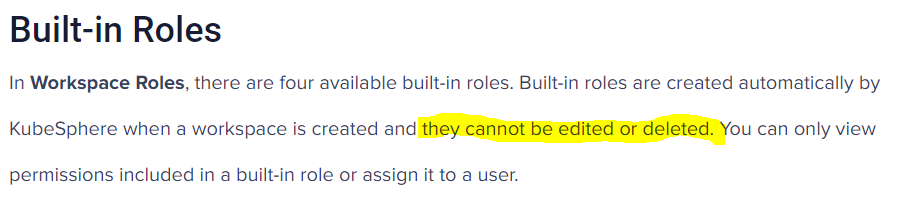 Built-in Roles
In Workspace Roles, there are four available built-in roles. Built-in roles are created automatically by
KubeSphere when a workspace is created and they cannot be edited or deleted. You can only view
permissions included in a built-in role or assign it to a user.